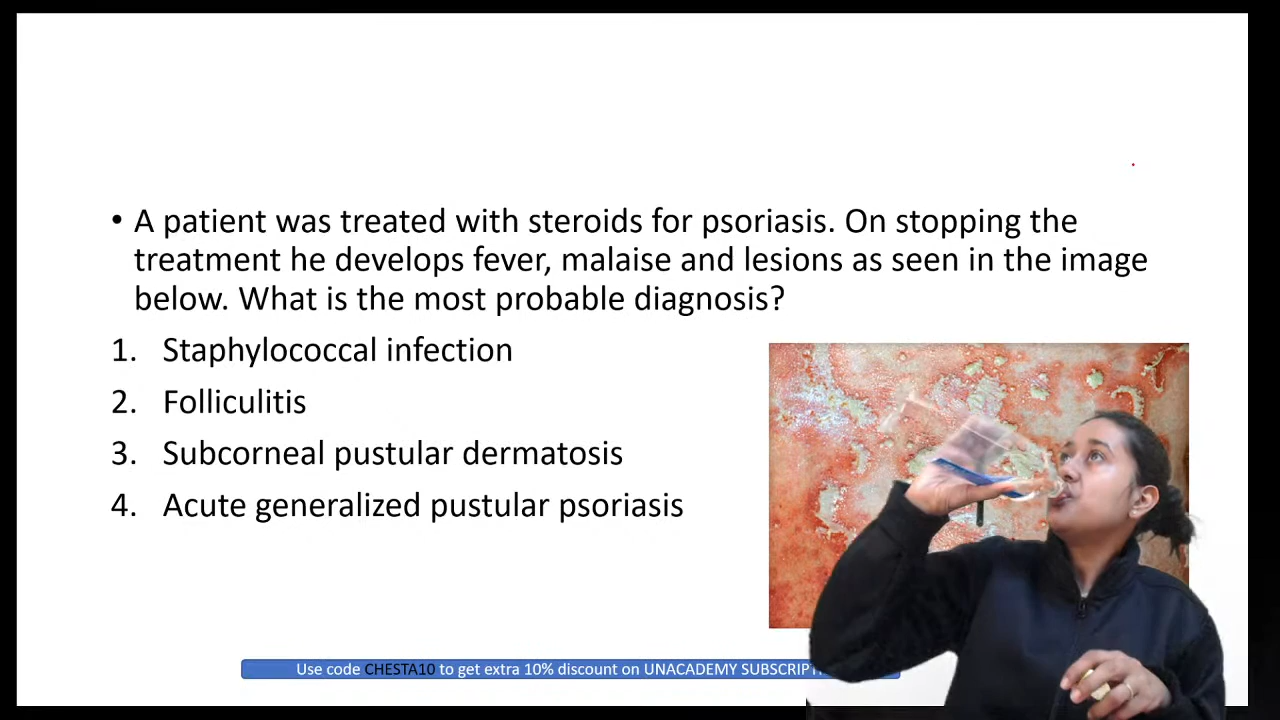 • A patient was treated with steroids for psoriasis. On stopping the
treatment he develops fever, malaise and lesions as seen in the image
below. What is the most probable diagnosis?
1. Staphylococcal infection
2. Folliculitis
3. Subcorneal pustular dermatosis
4. Acute generalized pustular psoriasis
Use code CHESTA10 to get extra 10% discount on UNACADEMY